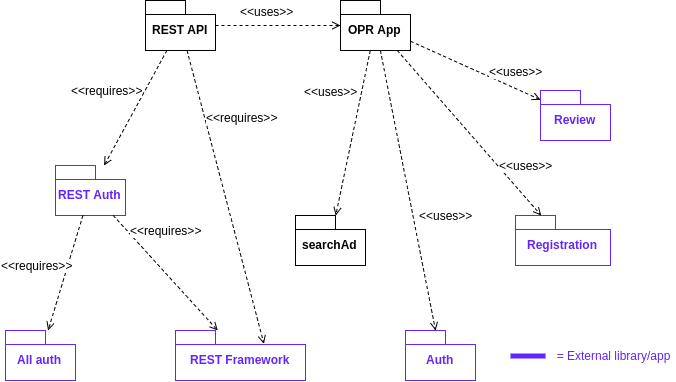 <<uses>>
REST API
OPR App
<<uses>>
<<requires>>
<<uses>>
<<requires>>
Review
<<uses>>
REST Auth
<<uses>>
<<requires>>
searchAd
Registration
<<requires>>
All auth
REST Framework
Auth
= External library/app